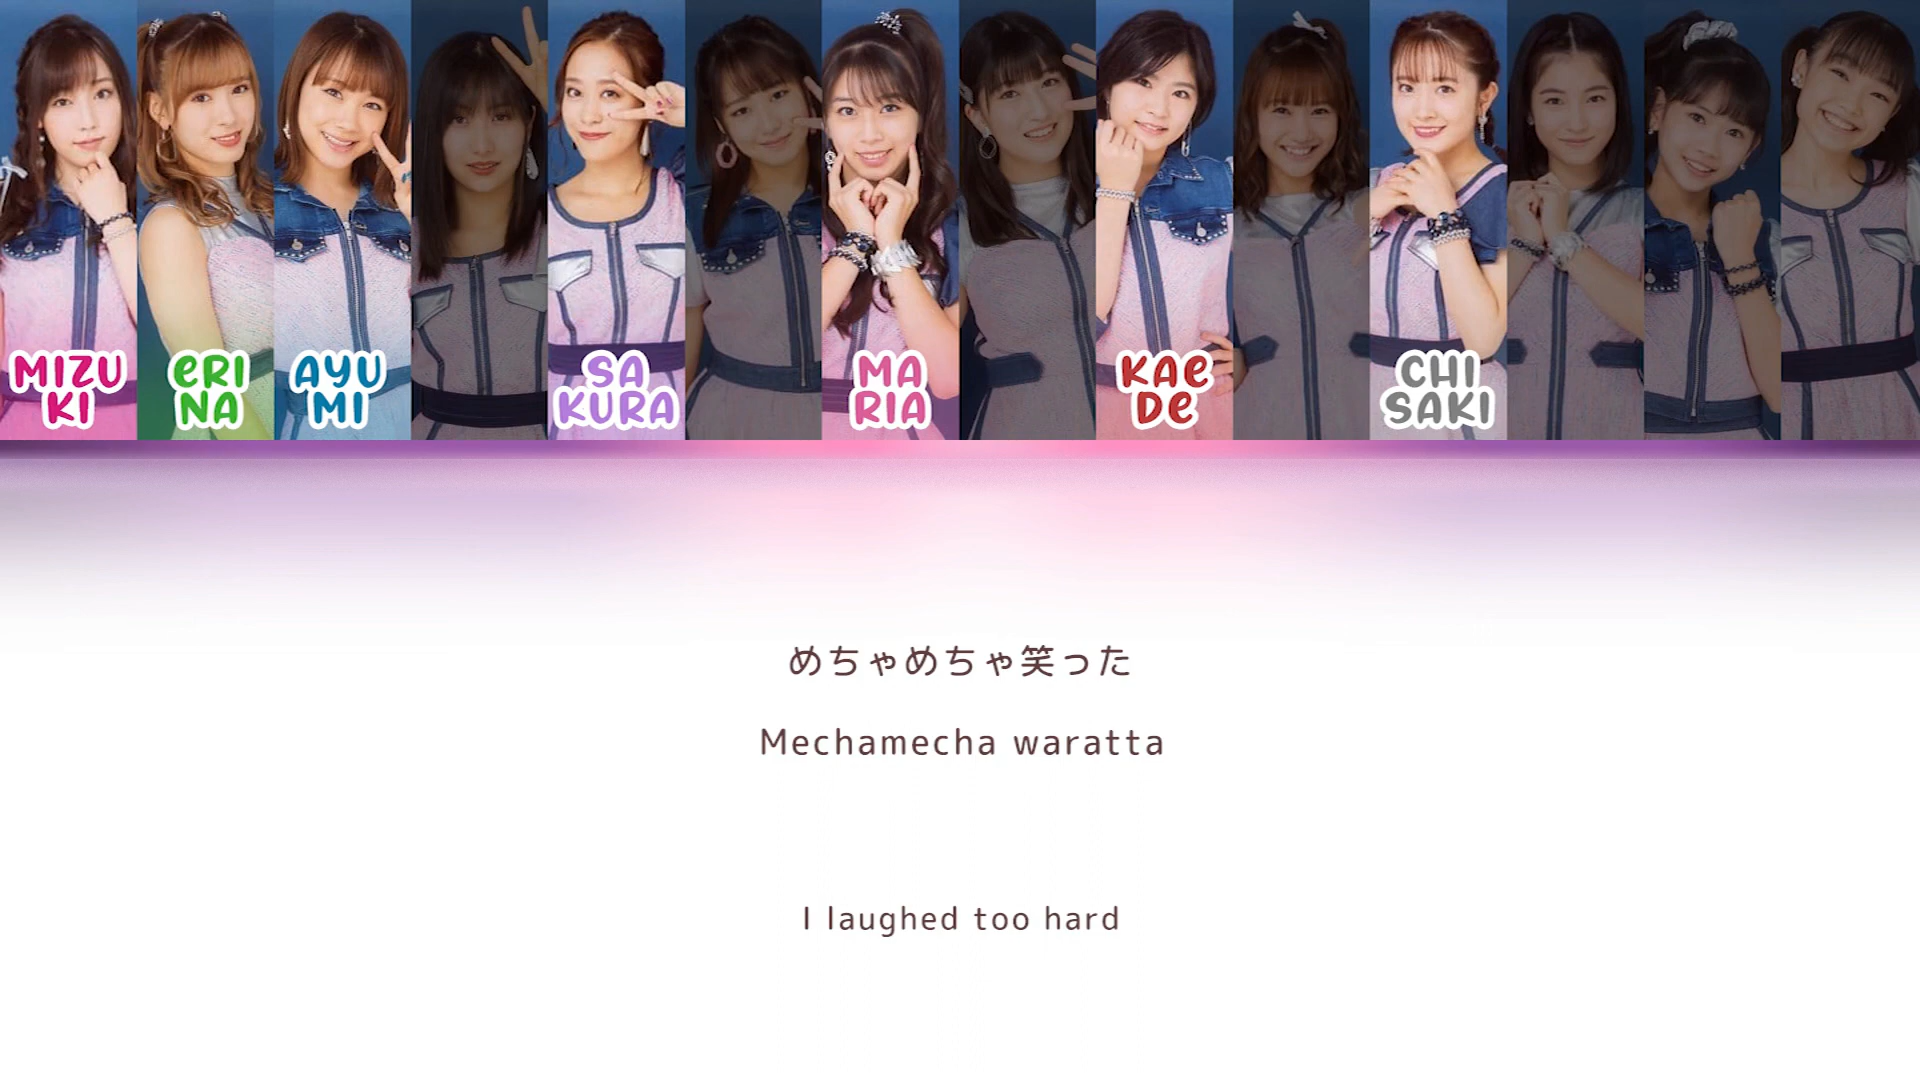 MIZU
KI
eRI
NA
AYU
MI
SA
KURA
MA
RIA
KAe
De
CHI
SAKI
めちゃめちゃ笑った
Mechamecha waratta
I laughed too hard